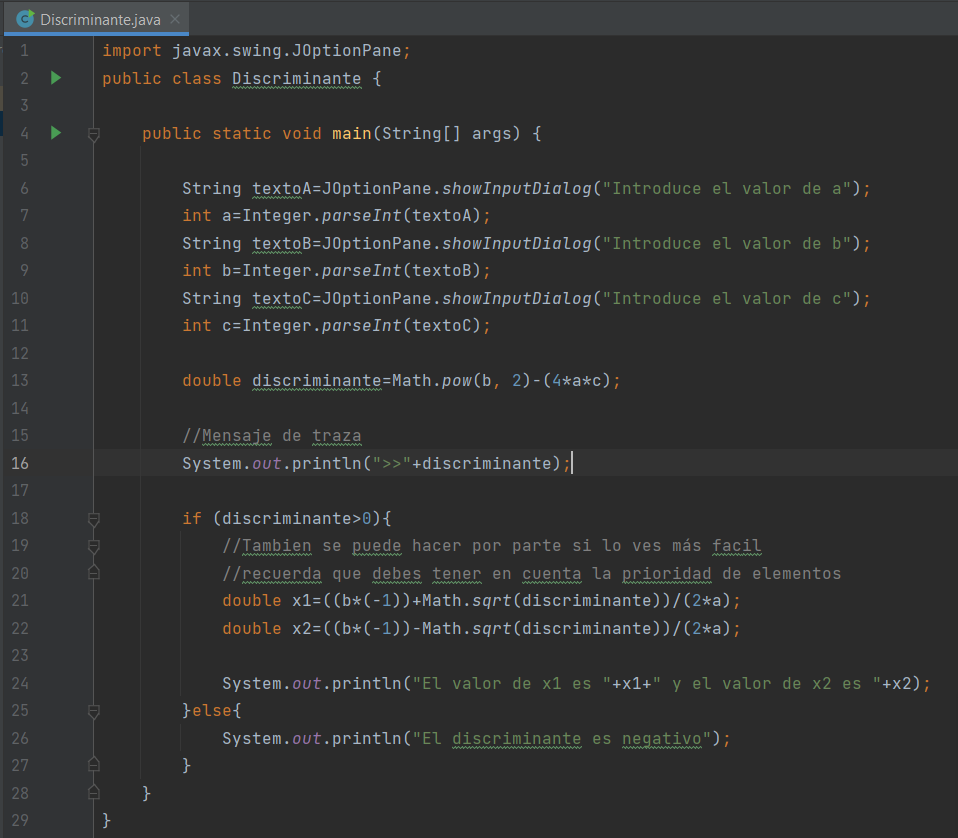 Discriminante.java
1 import javax.swing.JOptionPane;
2 public class Discriminante {
3
4 public static void main(String[] args) {
5
6 String textoA=JOptionPane.showInputDialog("Introduce el valor de a");
7 int a=Integer.parseInt(textoA);
8 String textoB=JOptionPane.showInputDialog("Introduce el valor de b");
9 int b=Integer.parseInt(textoB);
10 String textoC=JOptionPane.showInputDialog("Introduce el valor de c");
11 int c=Integer.parseInt(textoC);
12
13 double discriminante=Math.pow(b, 2)-(4*a*c);
14
15 //Mensaje de traza
16 System.out.println(">>"+discriminante);
17
18 if (discriminante>0){
19 //Tambien se puede hacer por parte si lo ves más facil
20 //recuerda que debes tener en cuenta la prioridad de elementos
21 double x1=((b*(-1))+Math.sqrt(discriminante))/(2*a);
22 double x2=((b*(-1))-Math.sqrt(discriminante))/(2*a);
23
24 System.out.println("El valor de x1 es "+x1+" y el valor de x2 es "+x2);
25 }else{
26 System.out.println("El discriminante es negativo");
27 }
28 }
29 }